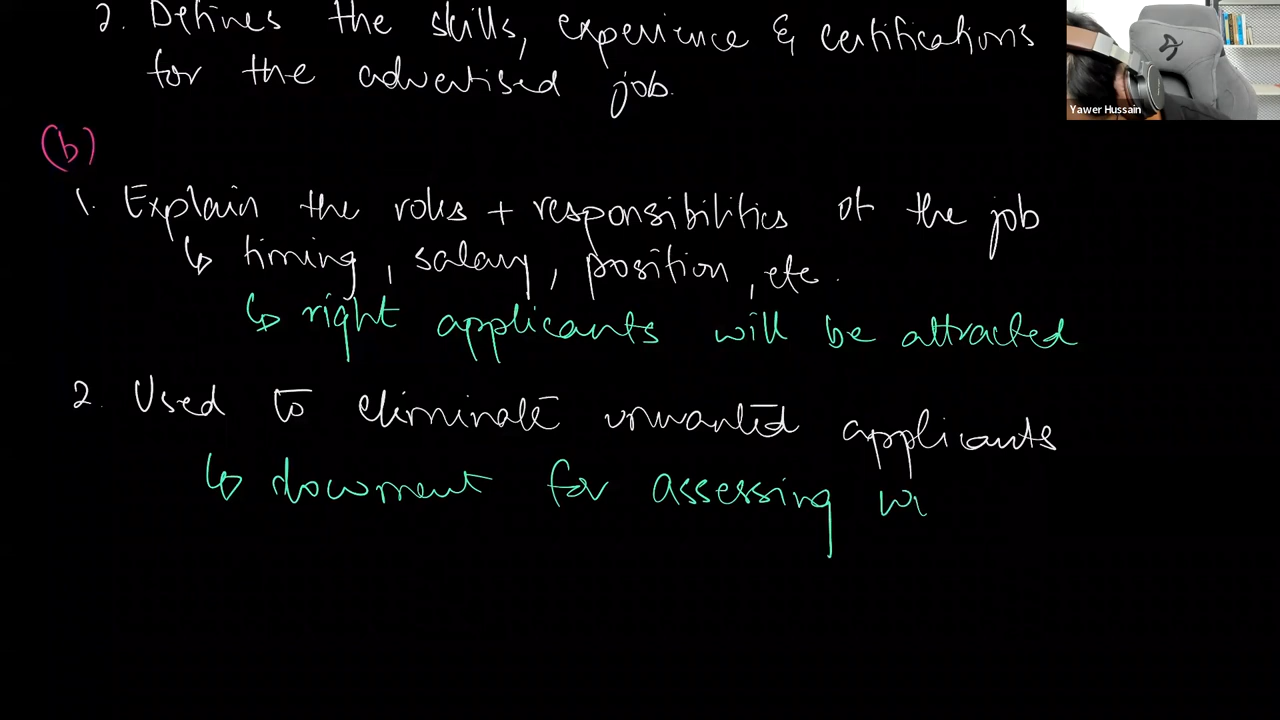 2. Defines the skills, experience & certifications
for the advertised job.
Yawer Hussain
(b)
1. Explain the roles + responsibilities of the job
↳ timing, salary, position, etc.
↳ right applicants will be attracted
2. Used to eliminate unwanted applicants
↳ document for assessing